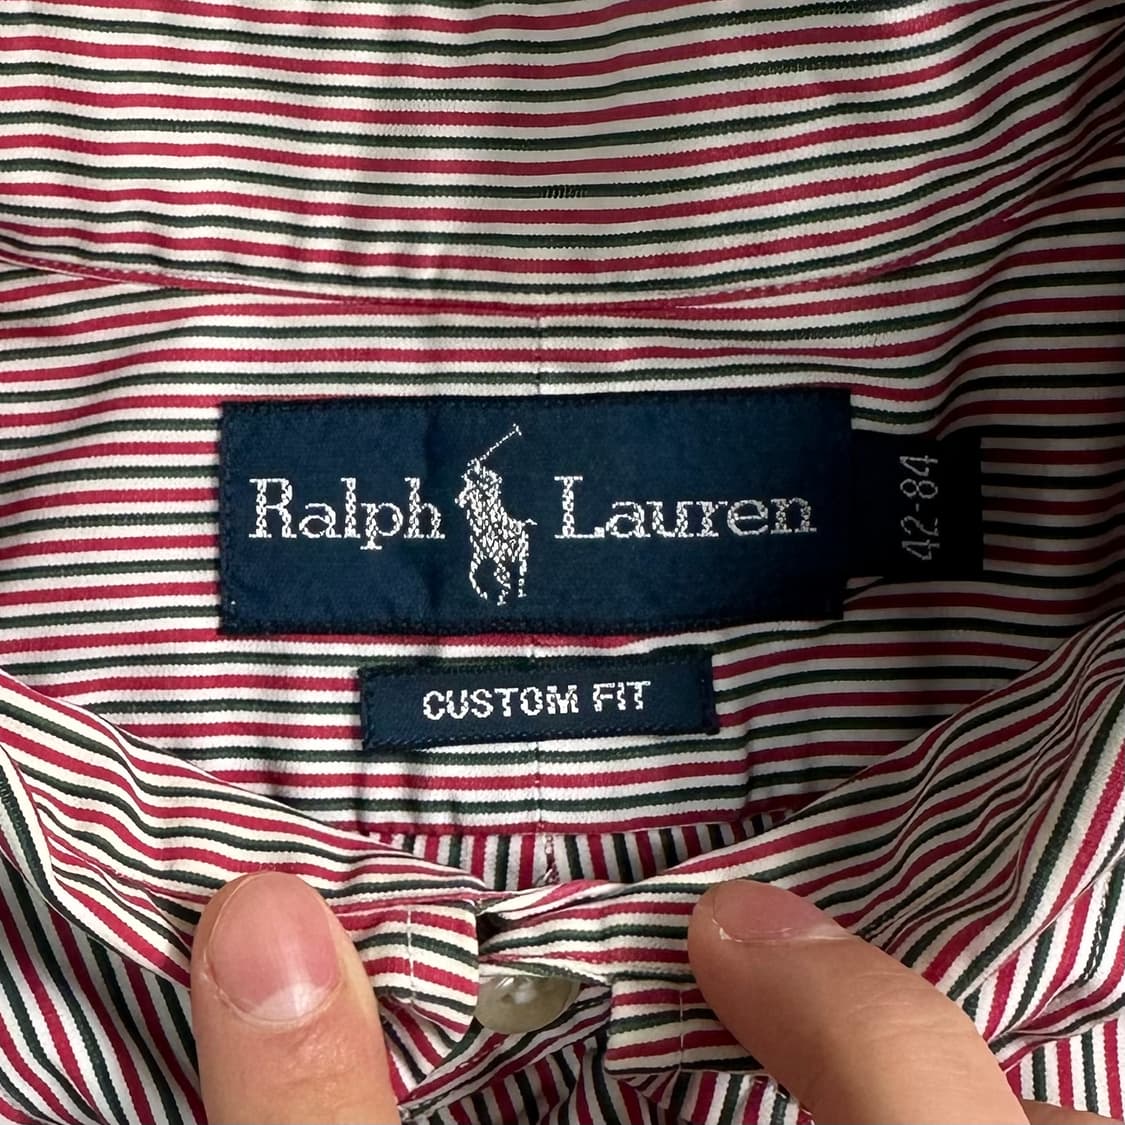 Ralph Lauren
42-84
CUSTOM FIT